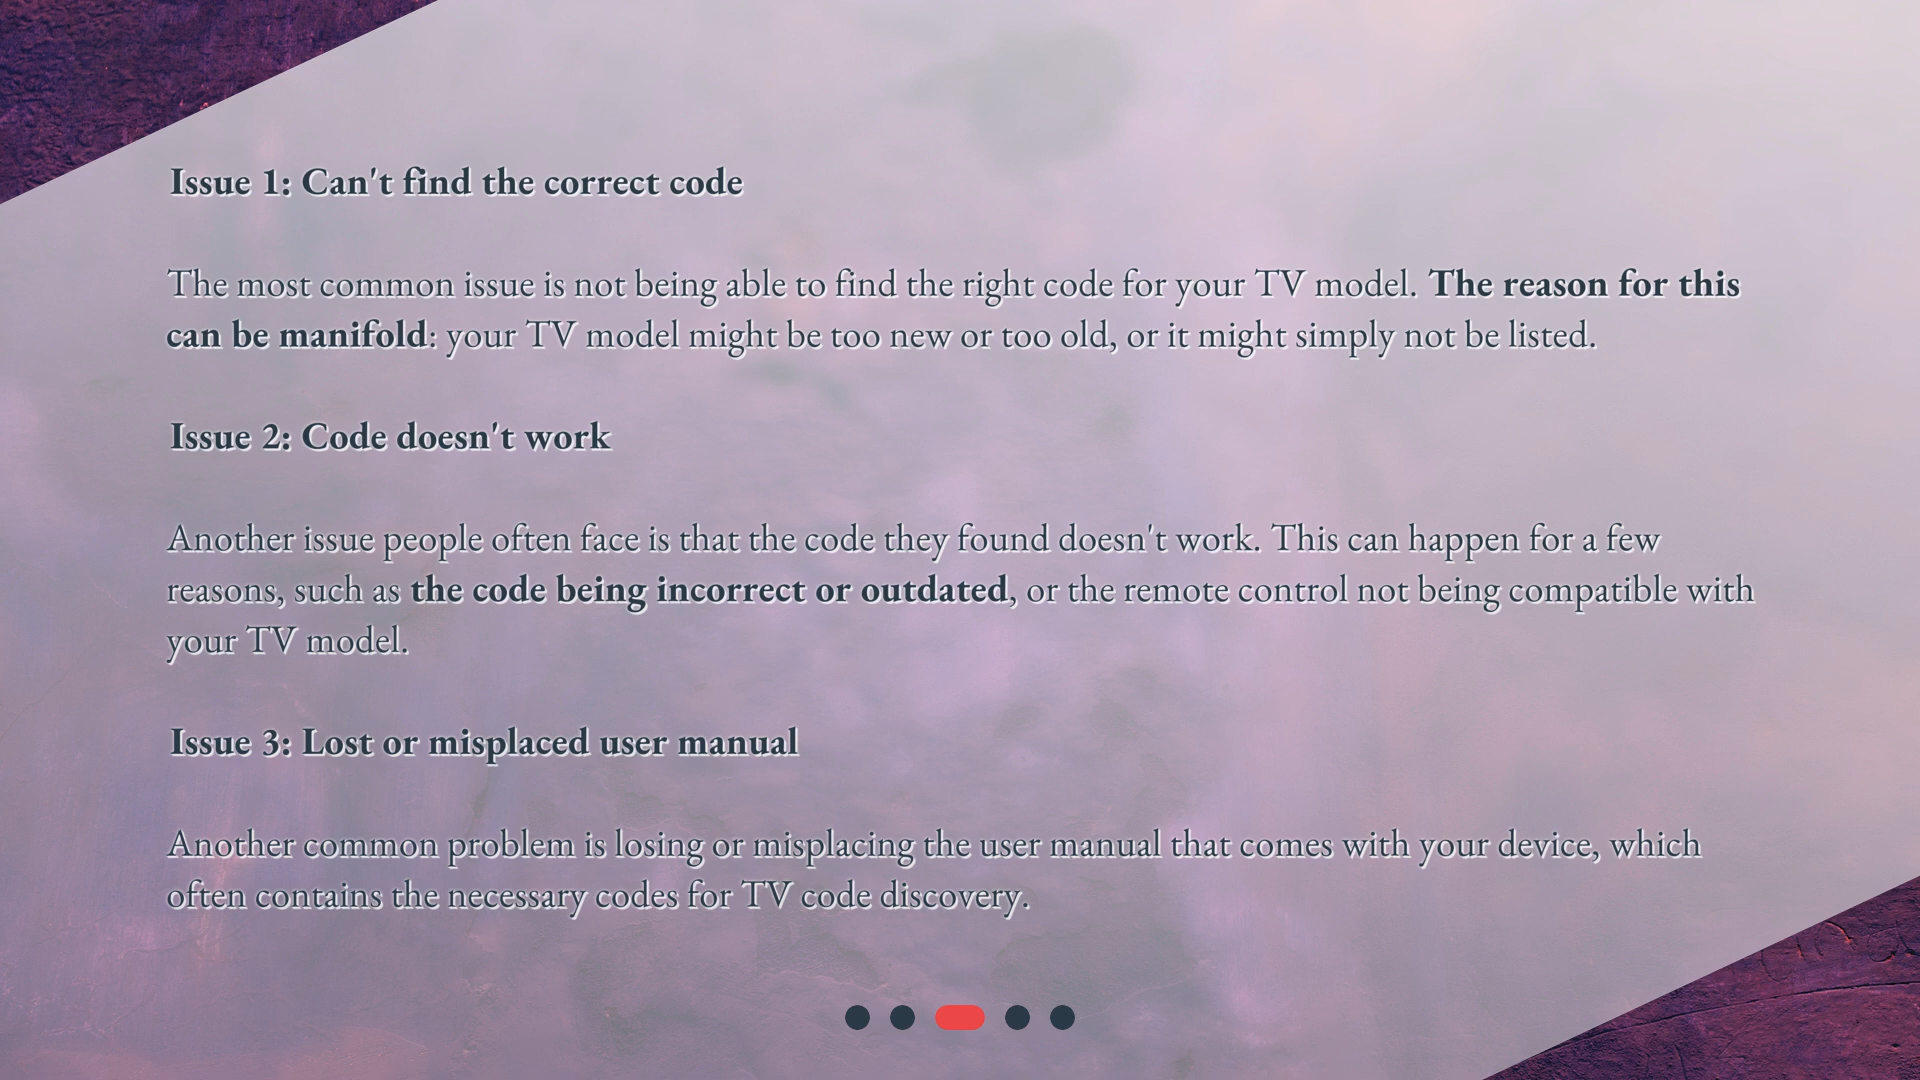 Issue 1: Can't find the correct code
The most common issue is not being able to find the right code for your TV model. The reason for this
can be manifold: your TV model might be too new or too old, or it might simply not be listed.
Issue 2: Code doesn't work
Another issue people often face is that the code they found doesn't work. This can happen for a few
reasons, such as the code being incorrect or outdated, or the remote control not being compatible with
your TV model.
Issue 3: Lost or misplaced user manual
Another common problem is losing or misplacing the user manual that comes with your device, which
often contains the necessary codes for TV code discovery.